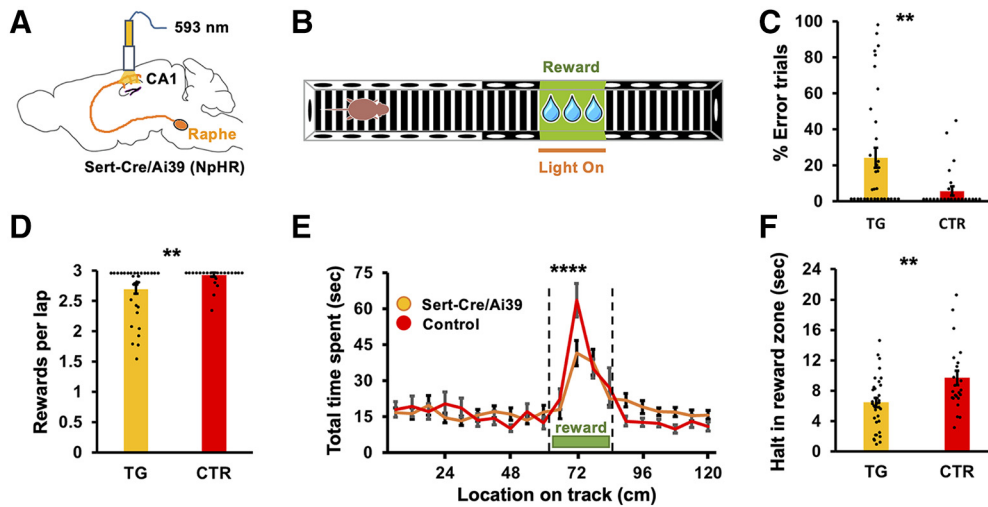 A
593 nm
CA1
Raphe
Sert-Cre/Ai39 (NpHR)
B
Reward
Light On
C
**
% Error trials
100
80
60
40
20
0
TG
CTR
D
**
Rewards per lap
3
2.5
2
1.5
1
0.5
0
TG
CTR
E
****
Total time spent (sec)
75
60
45
30
15
0
Sert-Cre/Ai39
Control
reward
24
48
72
96
120
Location on track (cm)
F
**
Halt in reward zone (sec)
24
20
16
12
8
4
0
TG
CTR